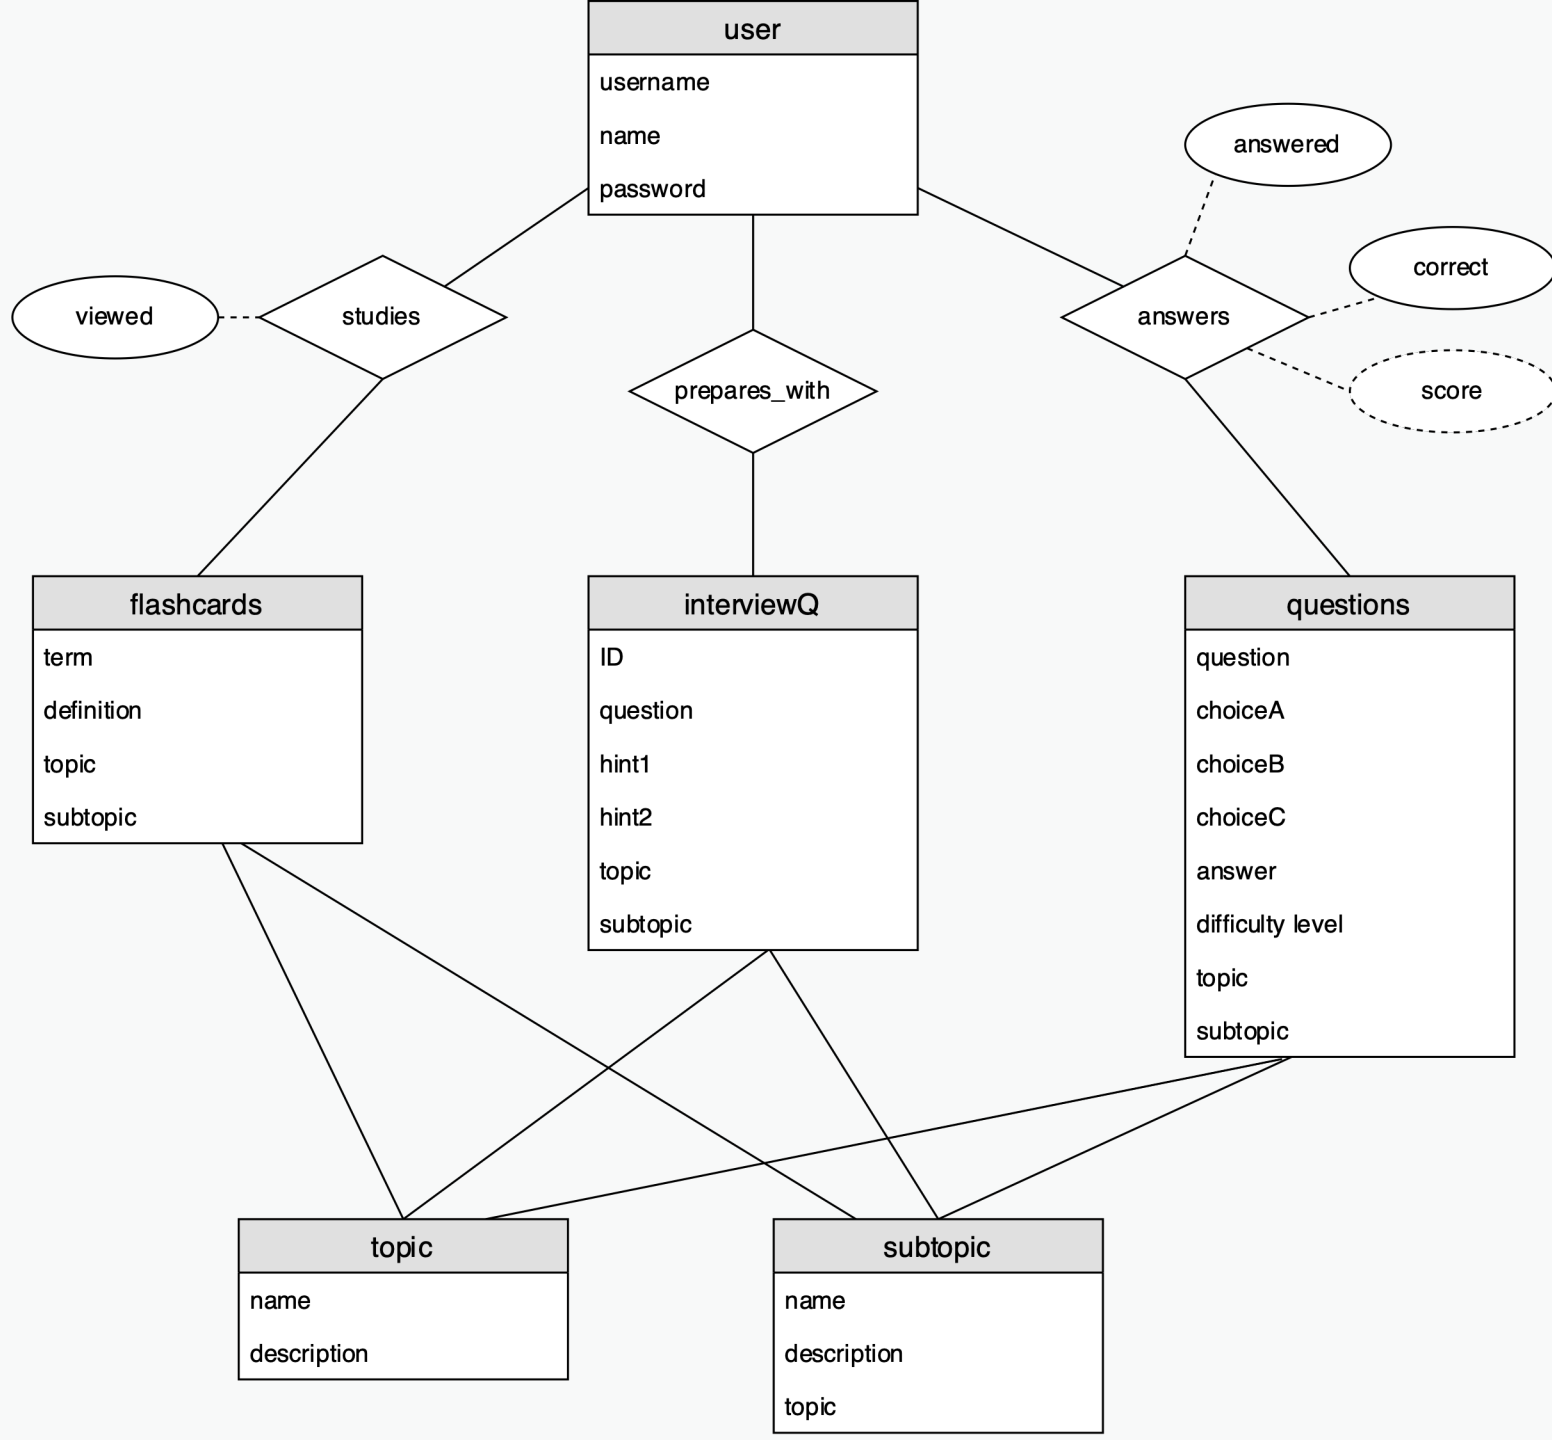 user
username
name
password
answered
viewed
studies
correct
answers
prepares_with
score
flashcards
term
definition
topic
subtopic
interviewQ
ID
question
hint1
hint2
topic
subtopic
questions
question
choiceA
choiceB
choiceC
answer
difficulty level
topic
subtopic
topic
name
description
subtopic
name
description
topic